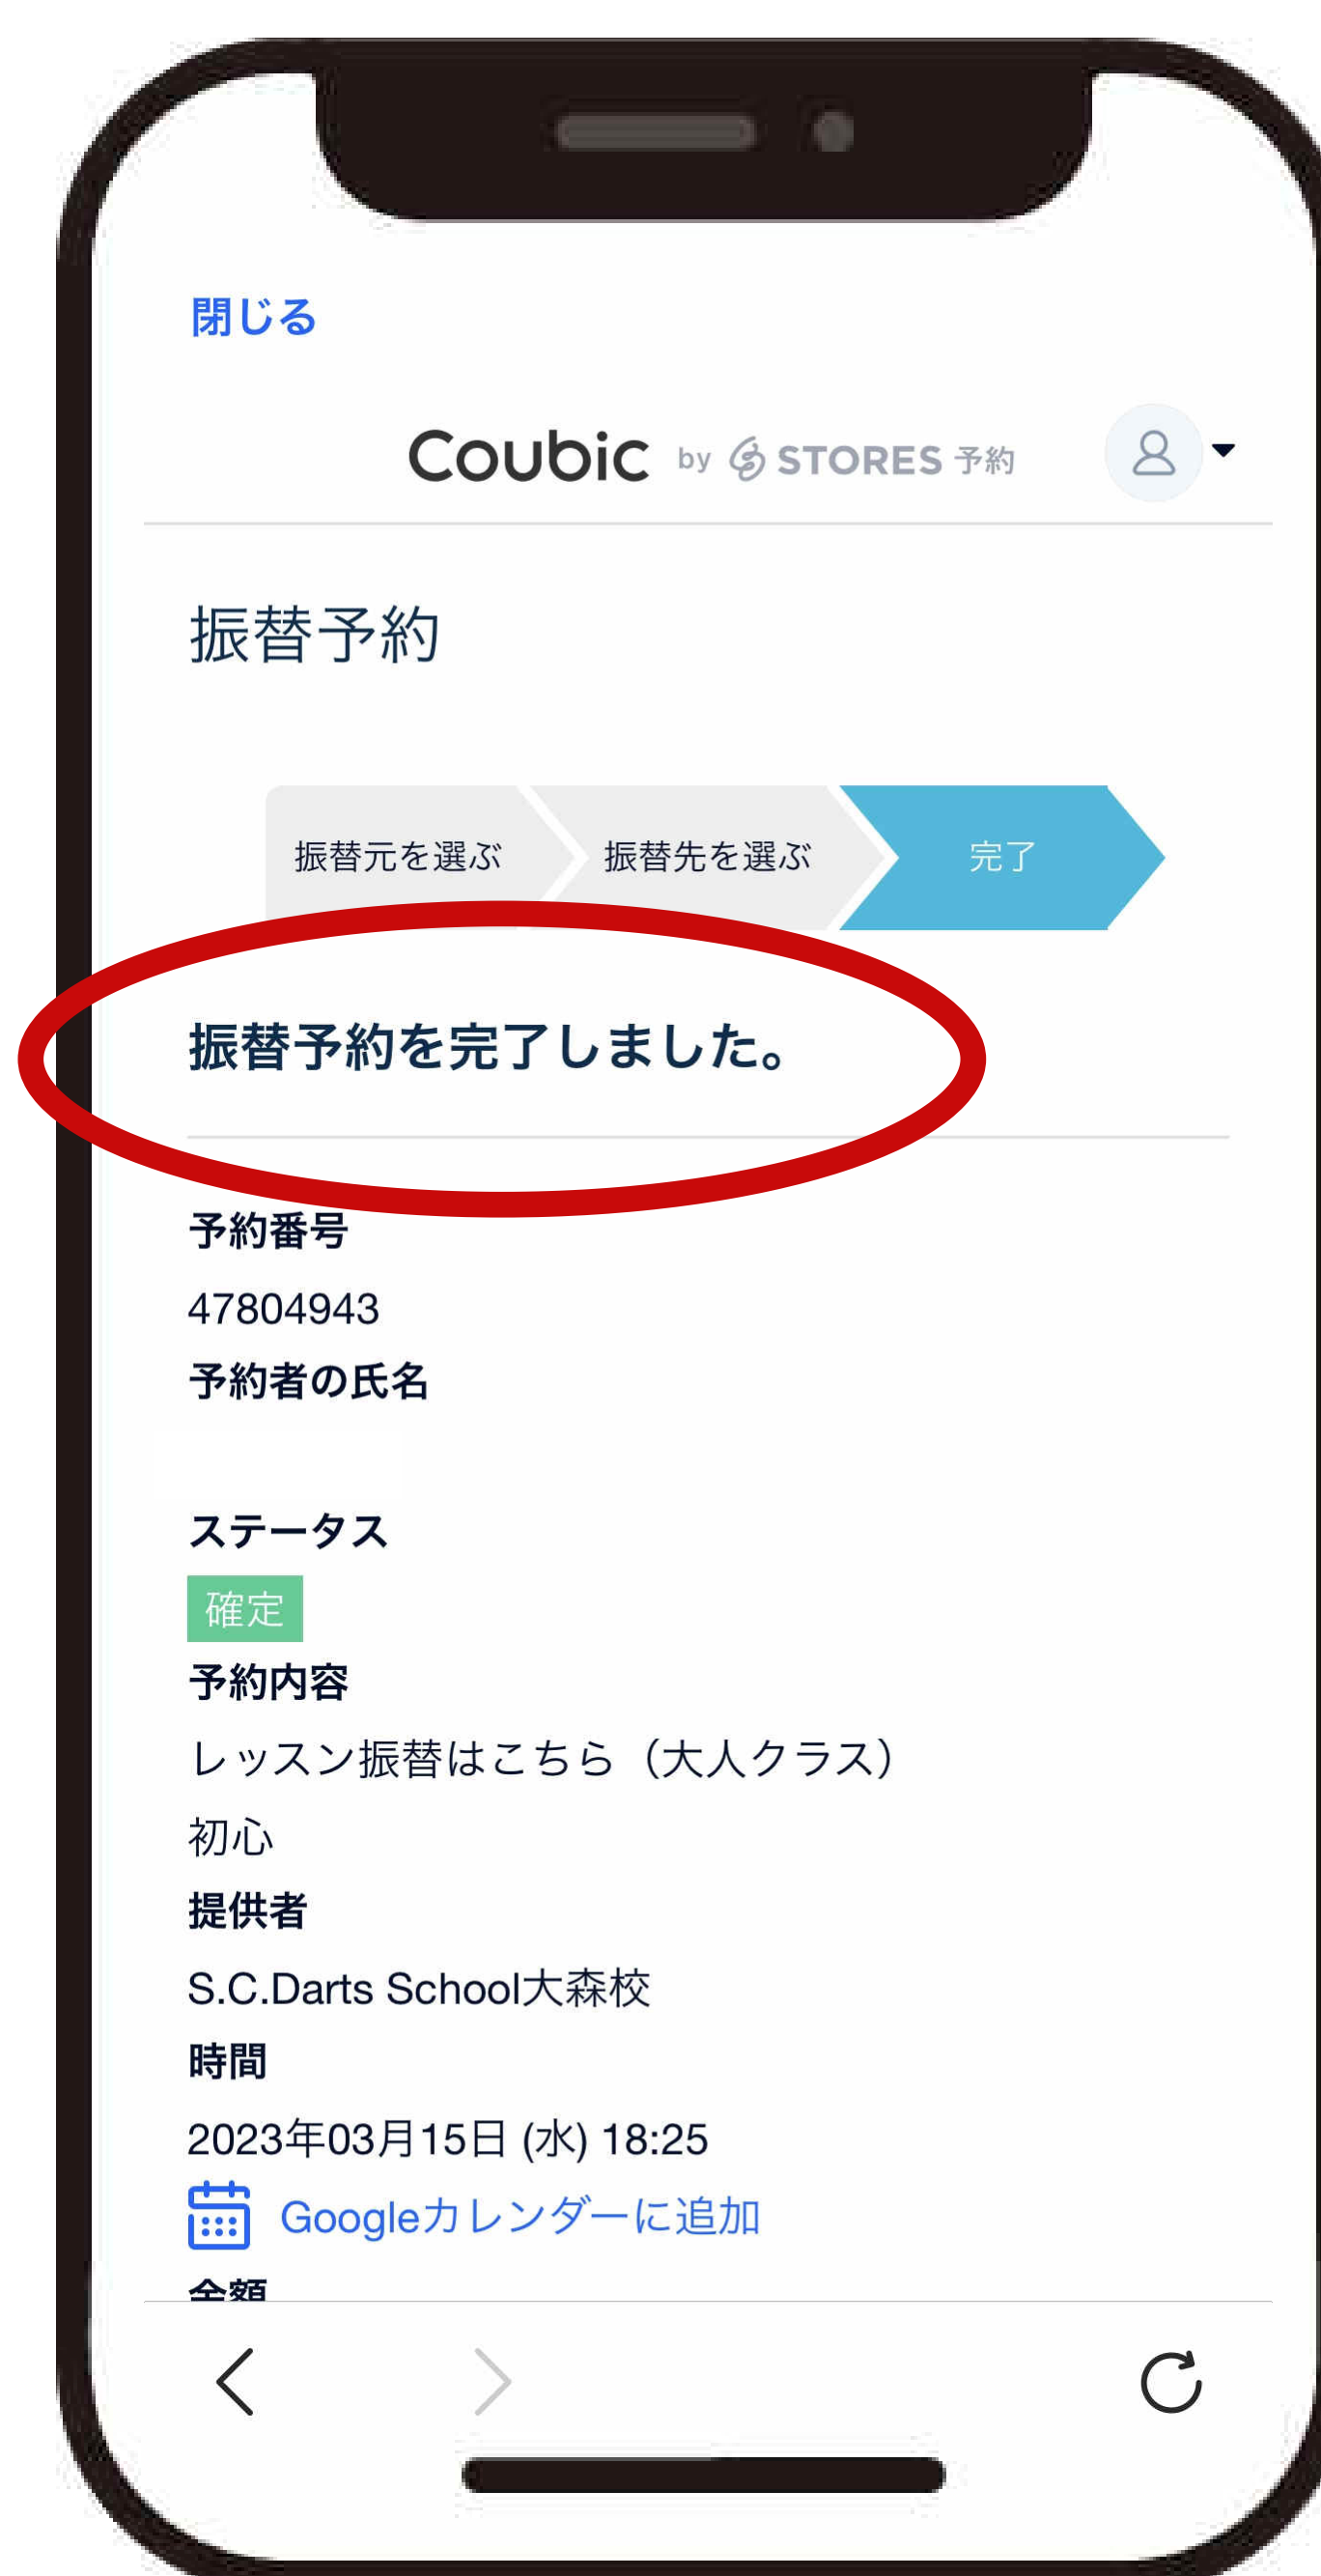 閉じる
Coubic by STORES 予約
振替予約
振替元を選ぶ 振替先を選ぶ 完了
振替予約を完了しました。
予約番号
47804943
予約者の氏名
ステータス
確定
予約内容
レッスン振替はこちら（大人クラス）
初心
提供者
S.C.Darts School大森校
時間
2023年03月15日 (水) 18:25
Googleカレンダーに追加
金額